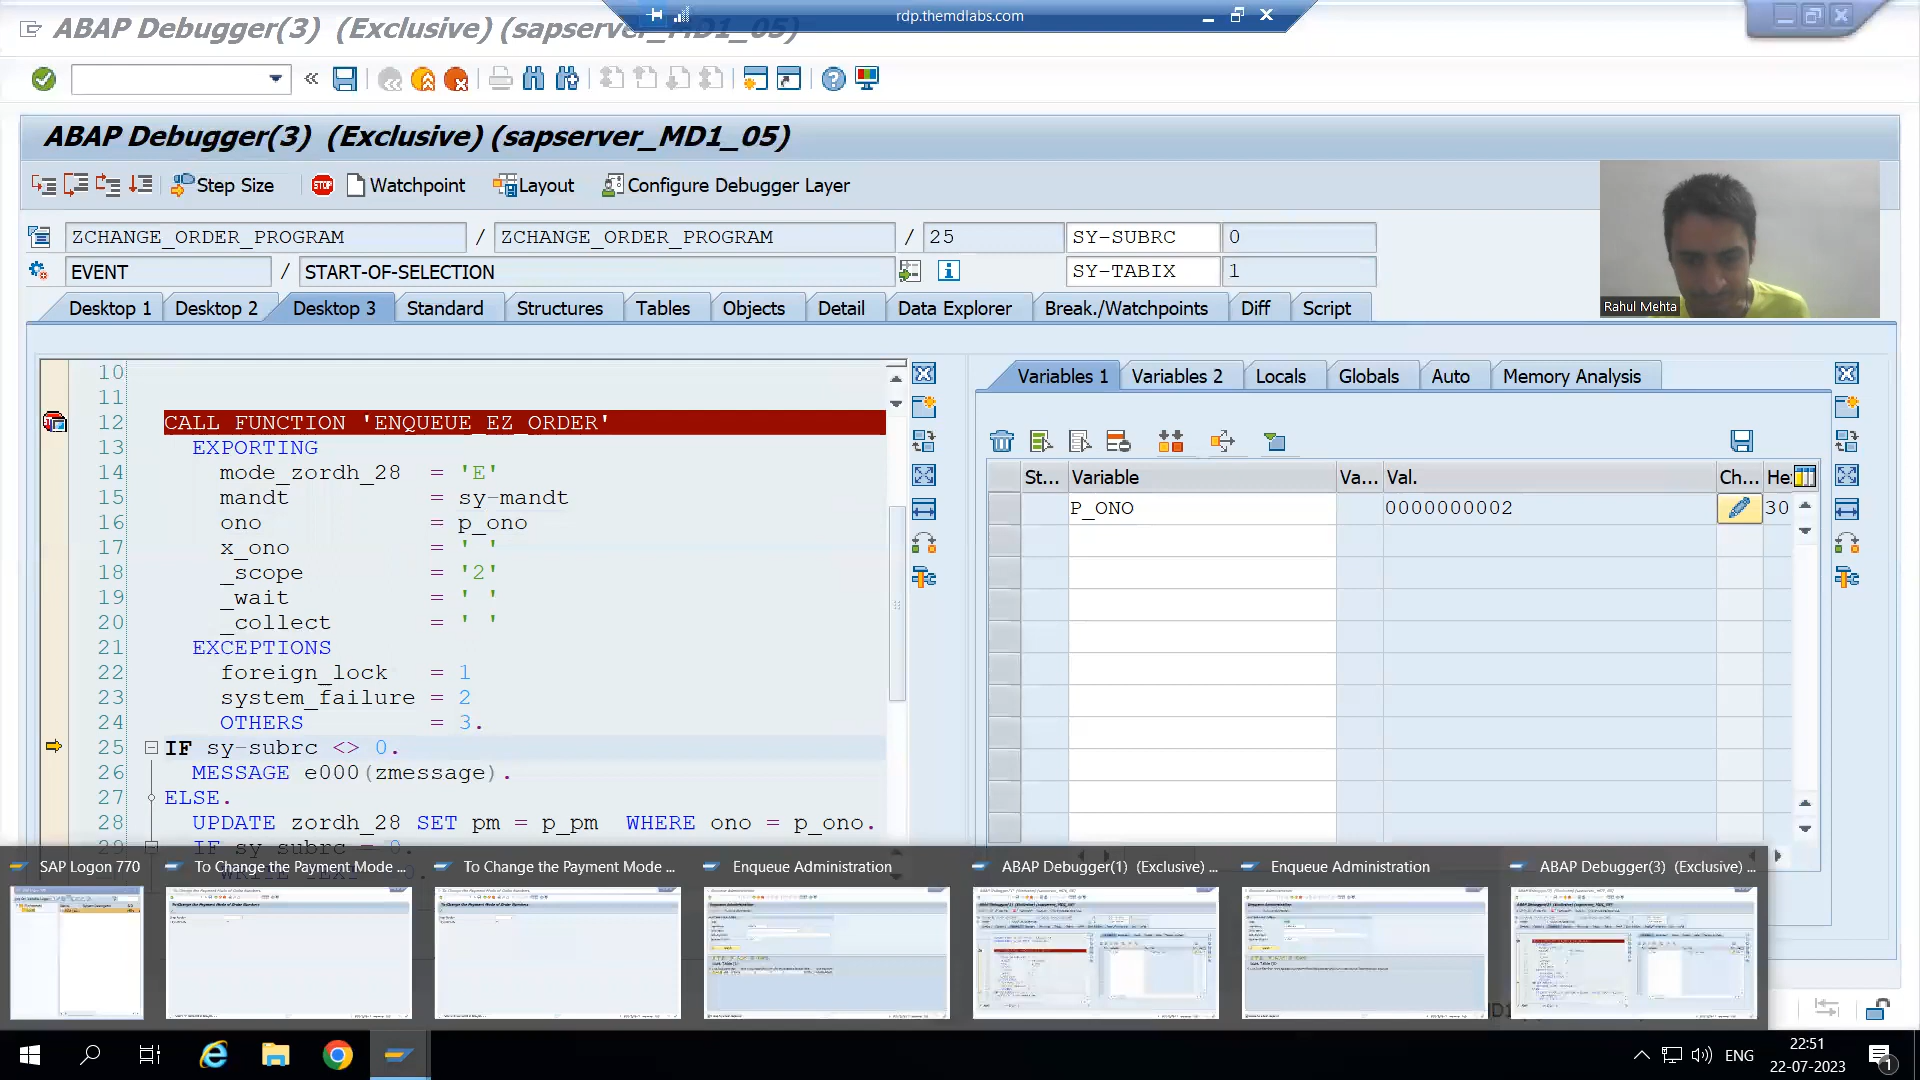 rdp.themdlabs.com
ABAP Debugger(3)  (Exclusive) (sapserver_MD1_05)
ABAP Debugger(3)  (Exclusive) (sapserver_MD1_05)
Step Size
STOP
Watchpoint
Layout
Configure Debugger Layer
ZCHANGE_ORDER_PROGRAM / ZCHANGE_ORDER_PROGRAM / 25 SY-SUBRC 0
EVENT / START-OF-SELECTION SY-TABIX 1
Rahul Mehta
Desktop 1 Desktop 2 Desktop 3 Standard Structures Tables Objects Detail Data Explorer Break./Watchpoints Diff Script
Variables 1 Variables 2 Locals Globals Auto Memory Analysis
St... Variable Va... Val. Ch... He
P_ONO 0000000002 30
10
11
12 CALL FUNCTION 'ENQUEUE_EZ_ORDER'
13 EXPORTING
14 mode_zordh_28 = 'E'
15 mandt = sy-mandt
16 ono = p_ono
17 x_ono = ' '
18 _scope = '2'
19 _wait = ' '
20 _collect = ' '
21 EXCEPTIONS
22 foreign_lock = 1
23 system_failure = 2
24 OTHERS = 3.
25 IF sy-subrc <> 0.
26 MESSAGE e000(zmessage).
27 ELSE.
28 UPDATE zordh_28 SET pm = p_pm WHERE ono = p_ono.
29 IF sy-subrc = 0.
SAP Logon 770
To Change the Payment Mode ...
To Change the Payment Mode ...
Enqueue Administration
ABAP Debugger(1)  (Exclusive) ...
Enqueue Administration
ABAP Debugger(3)  (Exclusive) ...
ENG
22:51
22-07-2023
1